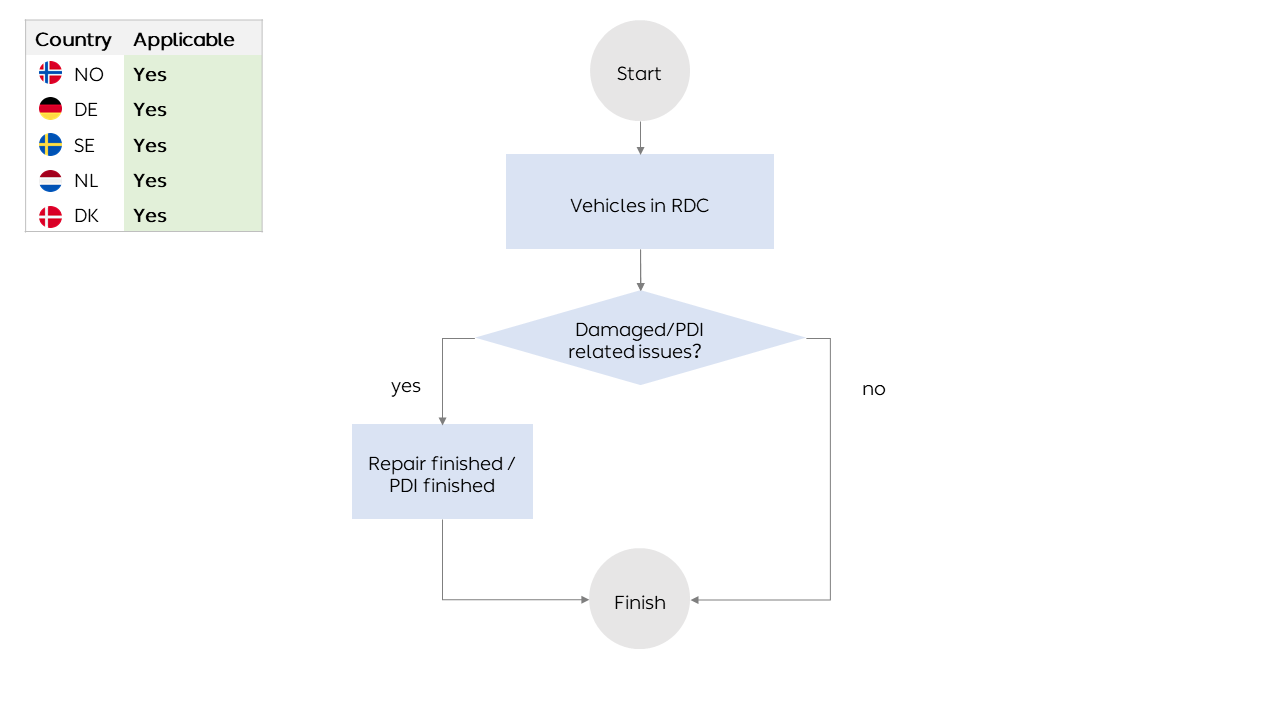 Country Applicable
NO Yes
DE Yes
SE Yes
NL Yes
DK Yes
Start
Vehicles in RDC
Damaged/PDI
related issues?
yes
no
Repair finished /
PDI finished
Finish